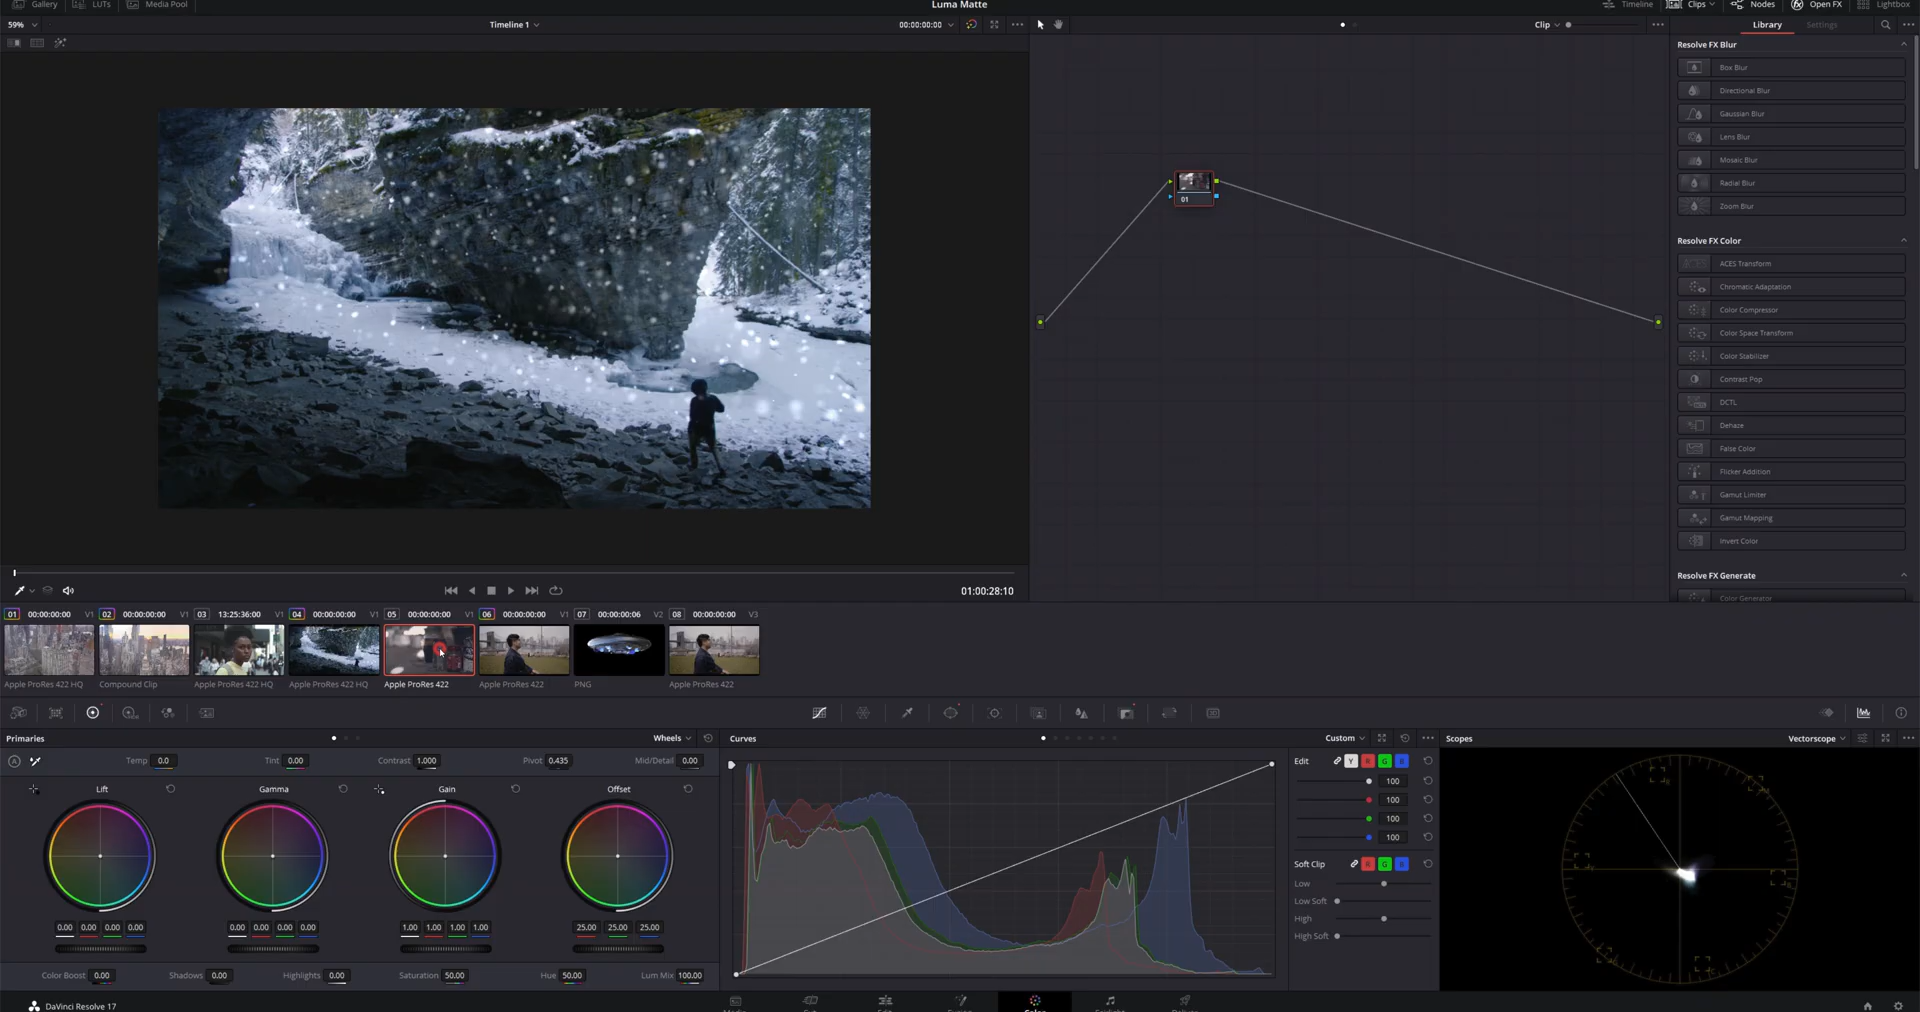 Gallery LUTs Media Pool Luma Matte Timeline Clips Nodes Open FX Lightbox
59% Timeline 1 00:00:00:00 Clip Library Settings
Resolve FX Blur
Box Blur
Directional Blur
Gaussian Blur
Lens Blur
Mosaic Blur
Radial Blur
Zoom Blur
01
Resolve FX Color
ACES Transform
Chromatic Adaptation
Color Compressor
Color Space Transform
Color Stabilizer
Contrast Pop
DCTL
Dehaze
False Color
Flicker Addition
Gamut Limiter
Gamut Mapping
Invert Color
Resolve FX Generate
Color Generator
01:00:28:10
01 00:00:00:00 V1 02 00:00:00:00 V1 03 13:25:36:00 V1 04 00:00:00:00 V1 05 00:00:00:00 V1 06 00:00:00:00 V1 07 00:00:00:06 V2 08 00:00:00:00 V3
Apple ProRes 422 HQ Compound Clip Apple ProRes 422 HQ Apple ProRes 422 HQ Apple ProRes 422 Apple ProRes 422 PNG Apple ProRes 422
Primaries Wheels Curves Custom Scopes Vectorscope
Temp 0.0 Tint 0.00 Contrast 1.000 Pivot 0.435 Mid/Detail 0.00 Edit Y R G B
Lift Gamma Gain Offset
100
100
100
100
Soft Clip R G B
Low
Low Soft
High
High Soft
0.00 0.00 0.00 0.00 0.00 0.00 0.00 0.00 1.00 1.00 1.00 1.00 25.00 25.00 25.00
Color Boost 0.00 Shadows 0.00 Highlights 0.00 Saturation 50.00 Hue 50.00 Lum Mix 100.00
DaVinci Resolve 17 Media Cut Edit Fusion Color Fairlight Deliver